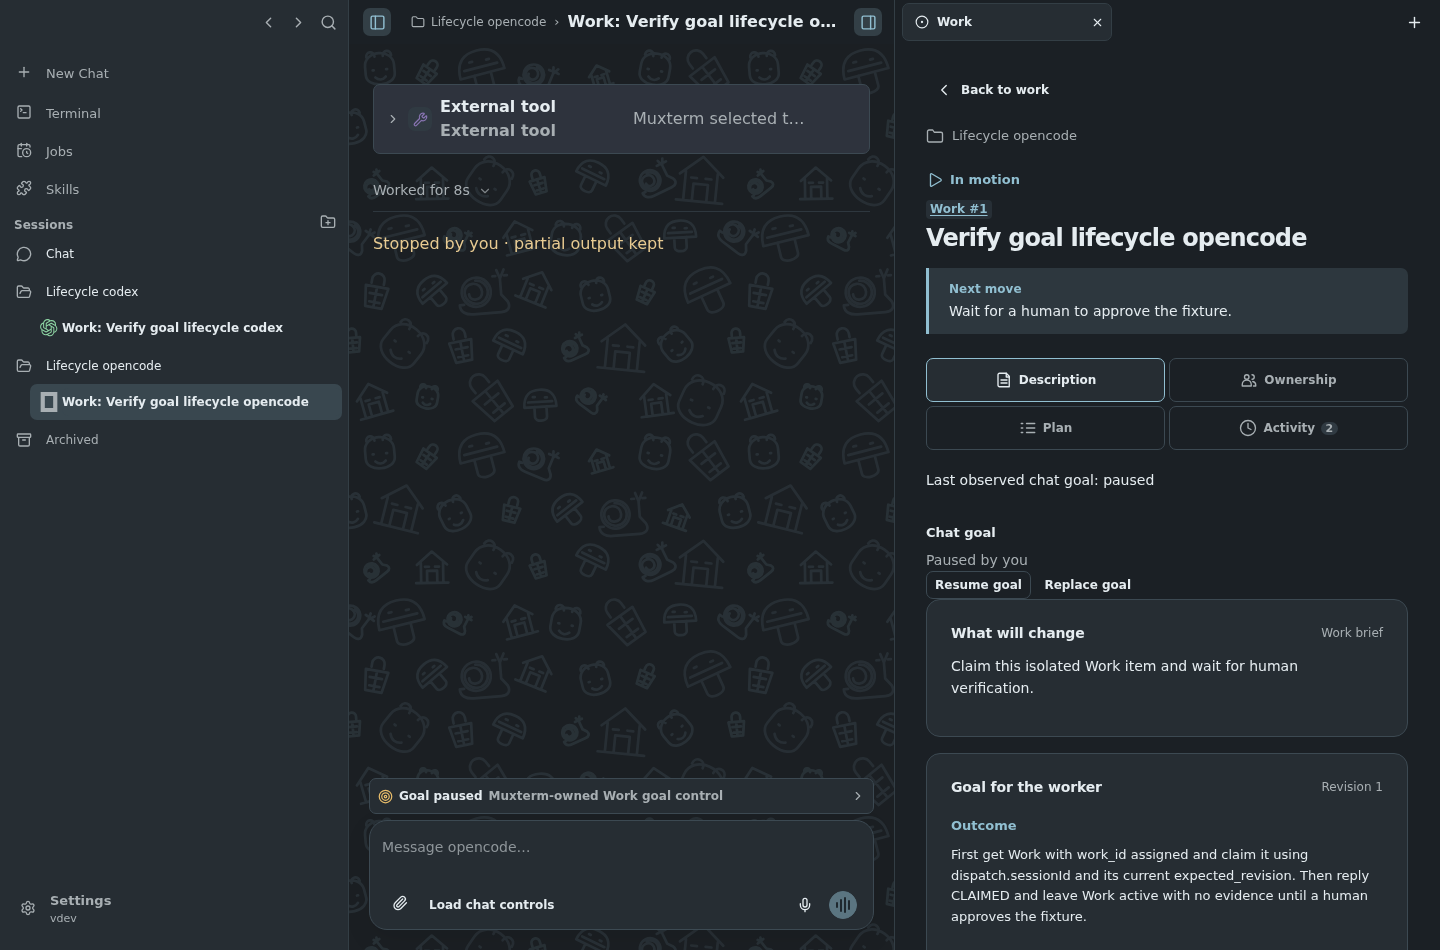 New Chat
Terminal
Jobs
Skills
Sessions
Chat
Lifecycle codex
Work: Verify goal lifecycle codex
Lifecycle opencode
Work: Verify goal lifecycle opencode
Archived
Settings
vdev
Lifecycle opencode › Work: Verify goal lifecycle o…
External tool
External tool
Muxterm selected t…
Worked for 8s
Stopped by you · partial output kept
Goal paused Muxterm-owned Work goal control
Message opencode…
Load chat controls
Work
Back to work
Lifecycle opencode
In motion
Work #1
Verify goal lifecycle opencode
Next move
Wait for a human to approve the fixture.
Description
Ownership
Plan
Activity 2
Last observed chat goal: paused
Chat goal
Paused by you
Resume goal Replace goal
What will change Work brief
Claim this isolated Work item and wait for human
verification.
Goal for the worker Revision 1
Outcome
First get Work with work_id assigned and claim it using
dispatch.sessionId and its current expected_revision. Then reply
CLAIMED and leave Work active with no evidence until a human
approves the fixture.